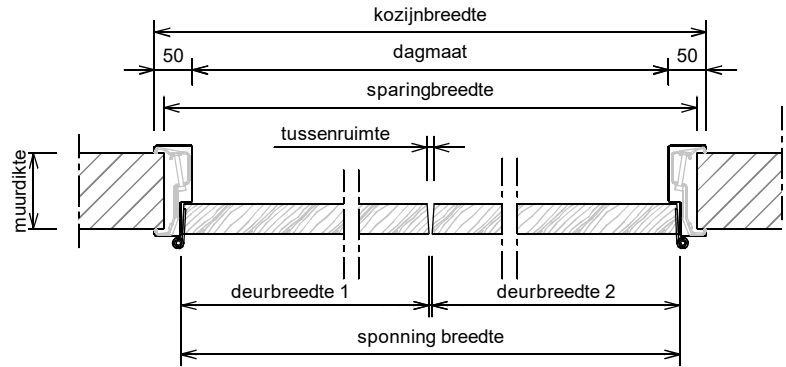 kozijnbreedte
50 dagmaat 50
sparingbreedte
tussenruimte
muurdikte
deurbreedte 1 deurbreedte 2
sponning breedte